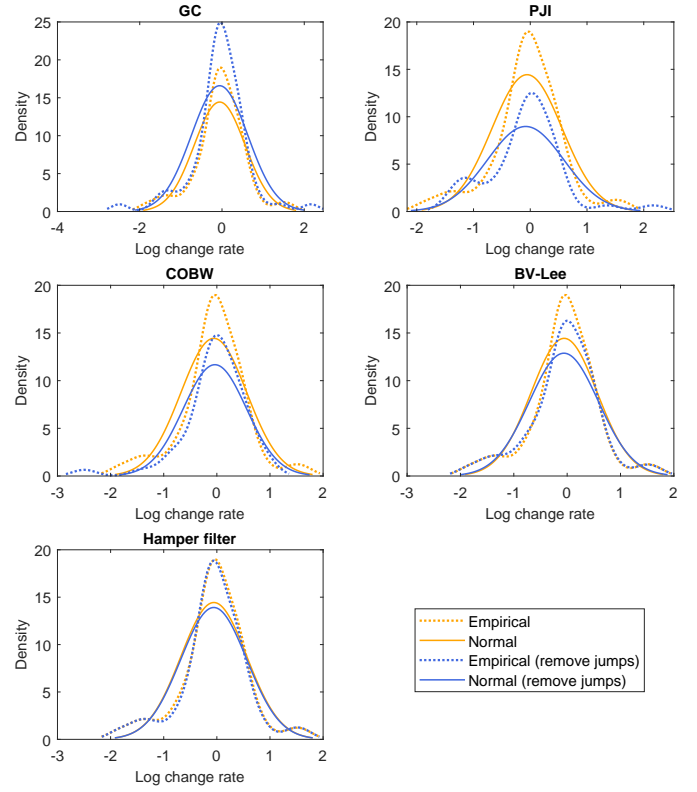 GC
25
20
15
10
5
0
Density
-4
-2
0
2
Log change rate
PJI
20
15
10
5
0
Density
-2
-1
0
1
2
Log change rate
COBW
20
15
10
5
0
Density
-3
-2
-1
0
1
2
Log change rate
BV-Lee
20
15
10
5
0
Density
-3
-2
-1
0
1
2
Log change rate
Hamper filter
20
15
10
5
0
Density
-3
-2
-1
0
1
2
Log change rate
Empirical
Normal
Empirical (remove jumps)
Normal (remove jumps)